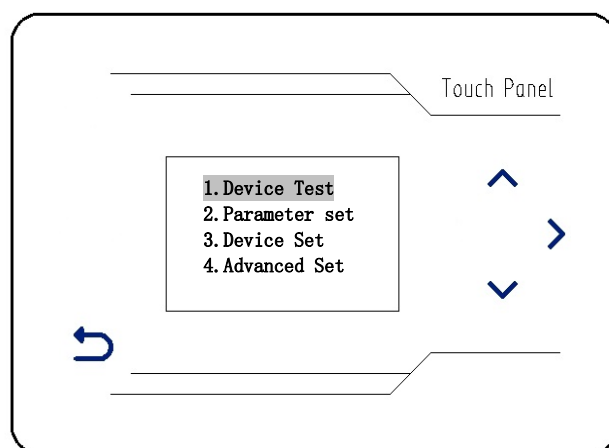 Touch Panel
1.Device Test
2.Parameter set
3.Device Set
4.Advanced Set